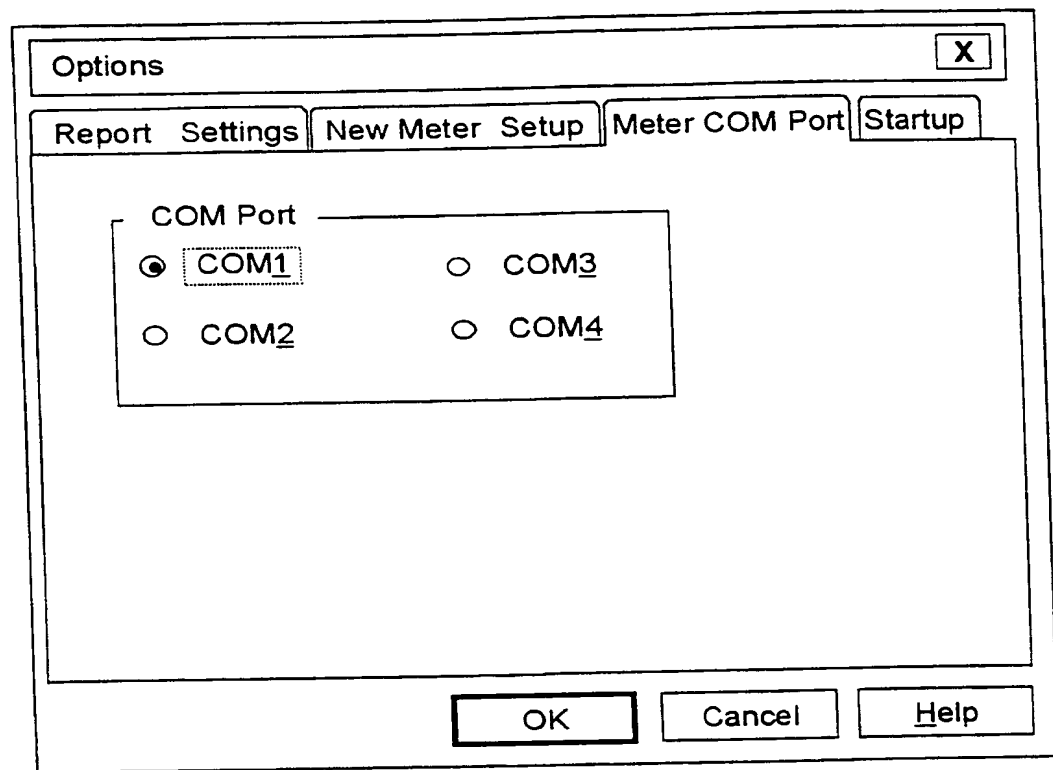 Options X
Report Settings New Meter Setup Meter COM Port Startup
COM Port
COM1 COM3
COM2 COM4
OK Cancel Help